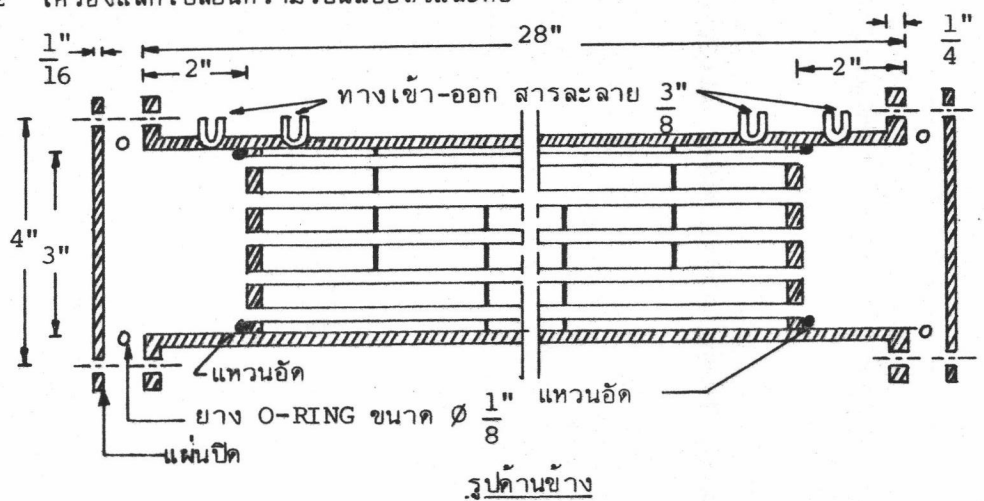 28"
1"
16
1"
4
2"
2"
ทางเข้า-ออก สารละลาย 3"
8
4"
3"
แหวนอัด
แหวนอัด
ยาง O-RING ขนาด Ø 1"
8
แผ่นปิด
รูปด้านข้าง